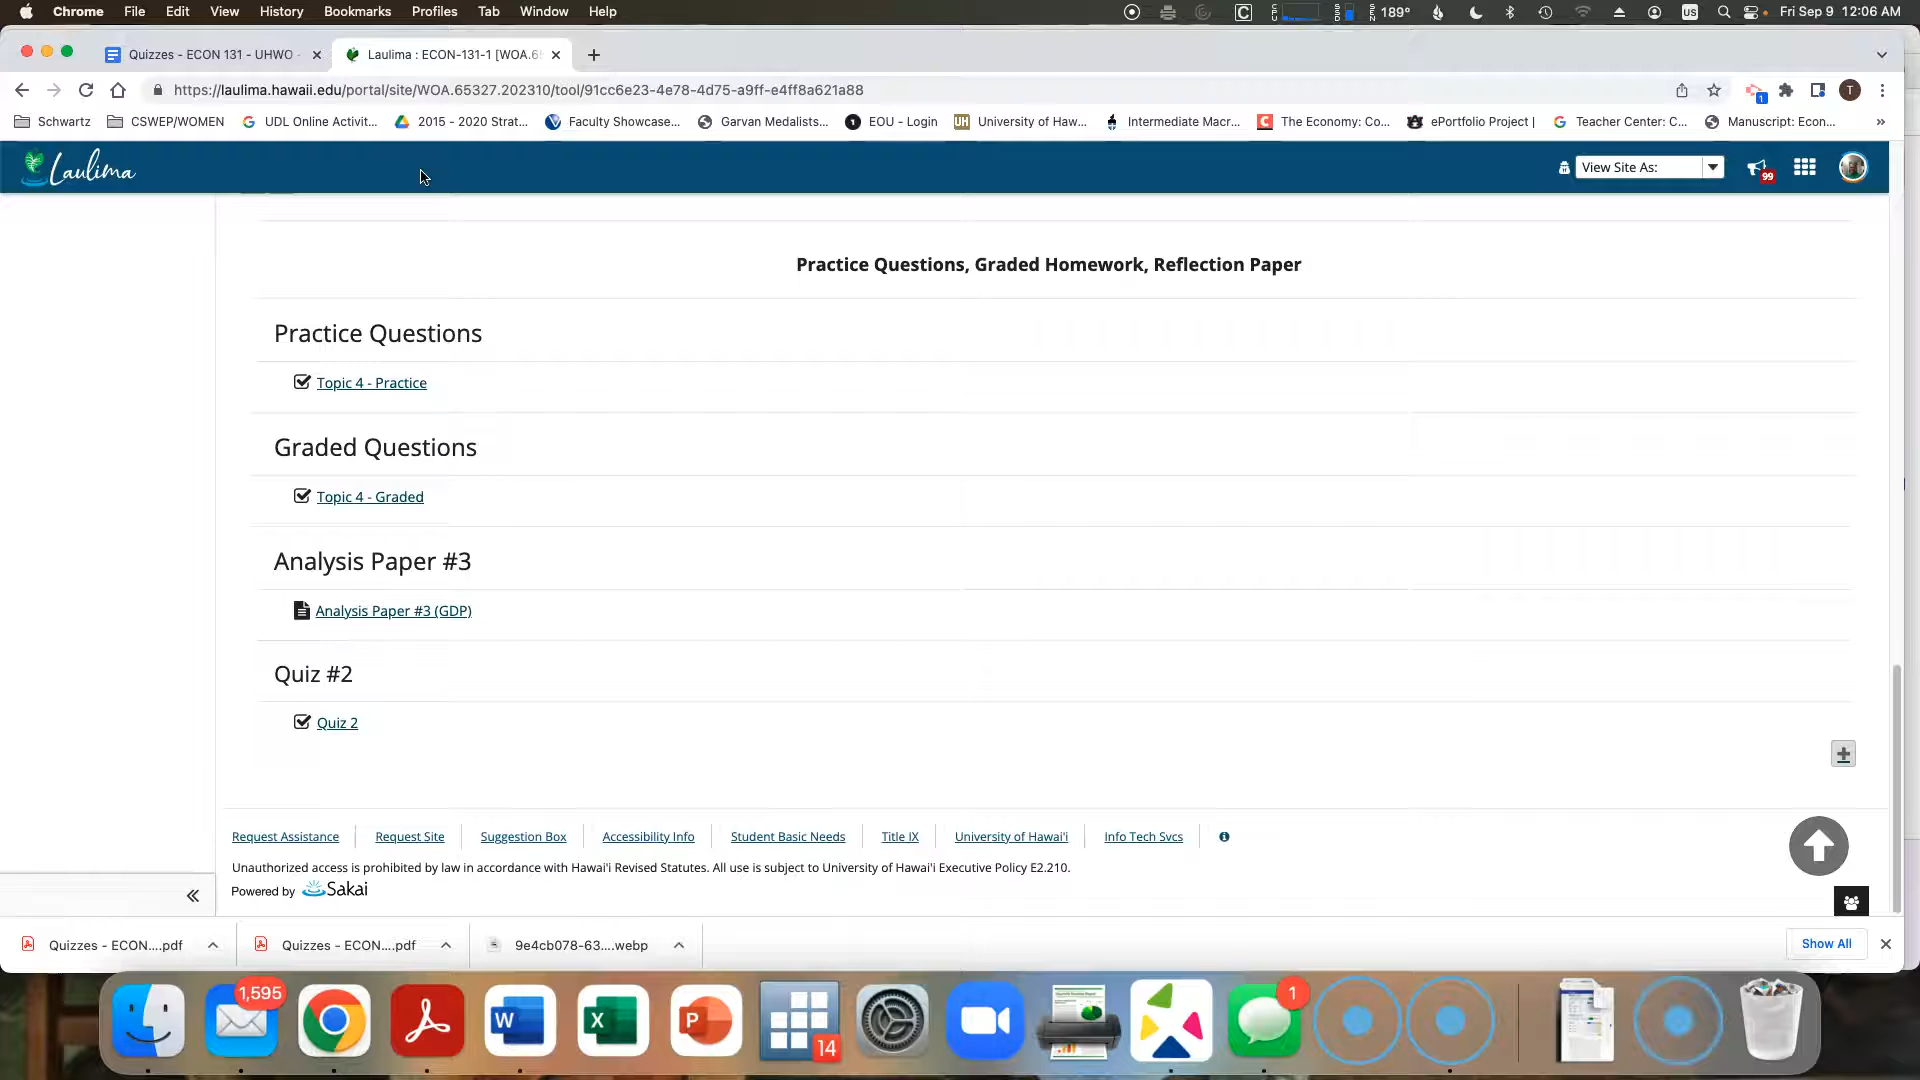 Chrome File Edit View History Bookmarks Profiles Tab Window Help 189° US Fri Sep 9 12:06 AM
Quizzes - ECON 131 - UHWO - Laulima : ECON-131-1 [WOA.6
https://laulima.hawaii.edu/portal/site/WOA.65327.202310/tool/91cc6e23-4e78-4d75-a9ff-e4ff8a621a88 1 T
Schwartz CSWEP/WOMEN UDL Online Activit... 2015 - 2020 Strat... Faculty Showcase... Garvan Medalists... EOU - Login University of Haw... Intermediate Macr... The Economy: Co... ePortfolio Project | Teacher Center: C... Manuscript: Econ... »
Laulima View Site As: 99
Practice Questions, Graded Homework, Reflection Paper
Practice Questions
Topic 4 - Practice
Graded Questions
Topic 4 - Graded
Analysis Paper #3
Analysis Paper #3 (GDP)
Quiz #2
Quiz 2
Request Assistance Request Site Suggestion Box Accessibility Info Student Basic Needs Title IX University of Hawai'i Info Tech Svcs
Unauthorized access is prohibited by law in accordance with Hawai'i Revised Statutes. All use is subject to University of Hawai'i Executive Policy E2.210.
Powered by Sakai
Quizzes - ECON....pdf Quizzes - ECON....pdf 9e4cb078-63....webp Show All
1,595 W X P 14 1